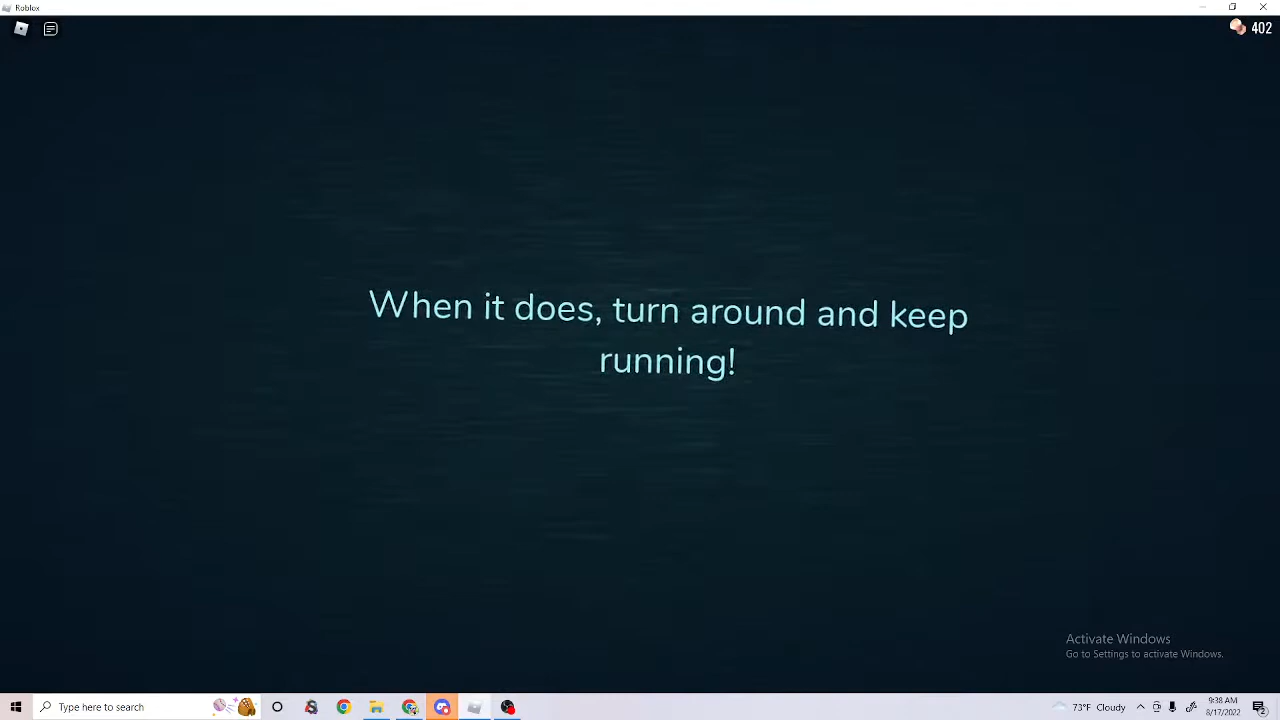 Roblox
402
When it does, turn around and keep
running!
Activate Windows
Go to Settings to activate Windows.
Type here to search
73°F Cloudy
9:38 AM
8/17/2022
2